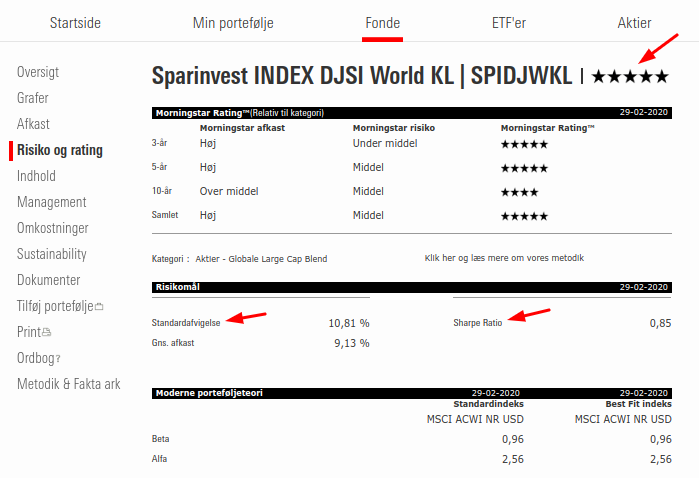 Startside Min portefølje Fonde ETF'er Aktier
Sparinvest INDEX DJSI World KL | SPIDJWKL | ★★★★★
Oversigt
Grafer
Afkast
Risiko og rating
Indhold
Management
Omkostninger
Sustainability
Dokumenter
Tilføj portefølje
Print
Ordbog?
Metodik & Fakta ark
Morningstar Rating™(Relativ til kategori) 29-02-2020
Morningstar afkast Morningstar risiko Morningstar Rating™
3-år Høj Under middel ★★★★★
5-år Høj Middel ★★★★★
10-år Over middel Middel ★★★★
Samlet Høj Middel ★★★★★
Kategori : Aktier - Globale Large Cap Blend Klik her og læs mere om vores metodik
Risikomål 29-02-2020
Standardafvigelse 10,81 % Sharpe Ratio 0,85
Gns. afkast 9,13 %
Moderne porteføljeteori 29-02-2020 29-02-2020
Standardindeks Best Fit indeks
MSCI ACWI NR USD MSCI ACWI NR USD
Beta 0,96 0,96
Alfa 2,56 2,56